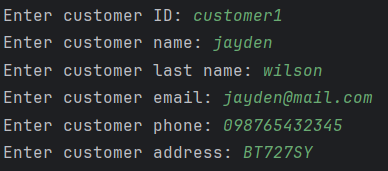 Enter customer ID: customer1
Enter customer name: jayden
Enter customer last name: wilson
Enter customer email: jayden@mail.com
Enter customer phone: 098765432345
Enter customer address: BT727SY